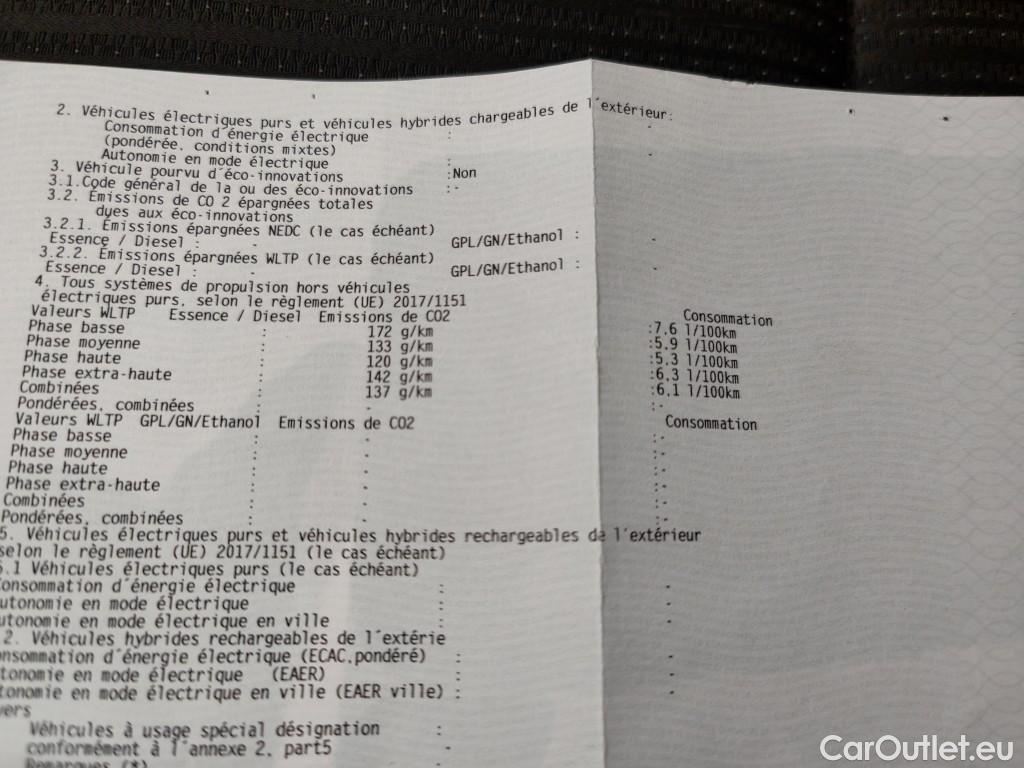 2. Véhicules électriques purs et véhicules hybrides chargeables de l´extérieur:
Consommation d´énergie électrique : -
(pondérée, conditions mixtes)
Autonomie en mode électrique : -
3. Véhicule pourvu d´éco-innovations :Non
3.1.Code général de la ou des éco-innovations :-
3.2. Emissions de CO 2 épargnées totales
dues aux éco-innovations
3.2.1. Émissions épargnées NEDC (le cas échéant)
Essence / Diesel : - GPL/GN/Ethanol : -
3.2.2. Émissions épargnées WLTP (le cas échéant)
Essence / Diesel : - GPL/GN/Ethanol : -
4. Tous systèmes de propulsion hors véhicules
électriques purs, selon le règlement (UE) 2017/1151
Valeurs WLTP Essence / Diesel Emissions de CO2 Consommation
Phase basse : 172 g/km :7,6 l/100km
Phase moyenne : 133 g/km :5,9 l/100km
Phase haute : 120 g/km :5,3 l/100km
Phase extra-haute : 142 g/km :6,3 l/100km
Combinées : 137 g/km :6,1 l/100km
Pondérées, combinées : - :-
Valeurs WLTP GPL/GN/Ethanol Emissions de CO2 Consommation
Phase basse : - :-
Phase moyenne : - :-
Phase haute : - :-
Phase extra-haute : - :-
Combinées : - :-
Pondérées, combinées : - :-
5. Véhicules électriques purs et véhicules hybrides rechargeables de l´extérieur
selon le règlement (UE) 2017/1151 (le cas échéant)
5.1 Véhicules électriques purs (le cas échéant)
onsommation d´énergie électrique : -
utonomie en mode électrique : -
utonomie en mode électrique en ville : -
2. Véhicules hybrides rechargeables de l´extérie
nsommation d´énergie électrique (ECAC,pondéré) : -
tonomie en mode électrique (EAER) : -
tonomie en mode électrique en ville (EAER ville) : -
vers
Véhicules à usage spécial désignation :
conformément à l´annexe 2, part5 -
Remarques (*)
CarOutlet.eu